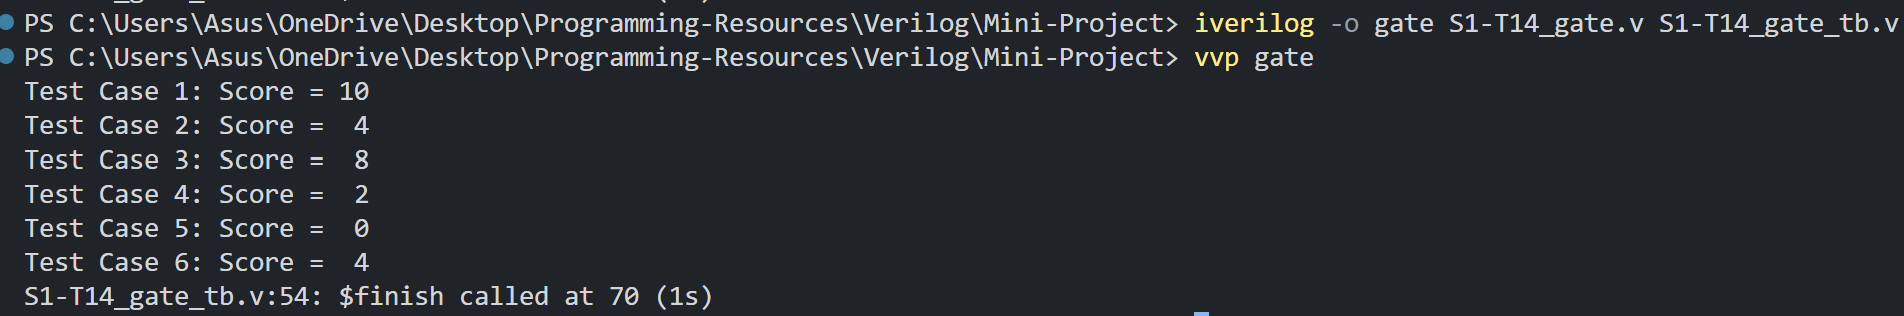 PS C:\Users\Asus\OneDrive\Desktop\Programming-Resources\Verilog\Mini-Project> iverilog -o gate S1-T14_gate.v S1-T14_gate_tb.v
PS C:\Users\Asus\OneDrive\Desktop\Programming-Resources\Verilog\Mini-Project> vvp gate
Test Case 1: Score = 10
Test Case 2: Score =  4
Test Case 3: Score =  8
Test Case 4: Score =  2
Test Case 5: Score =  0
Test Case 6: Score =  4
S1-T14_gate_tb.v:54: $finish called at 70 (1s)